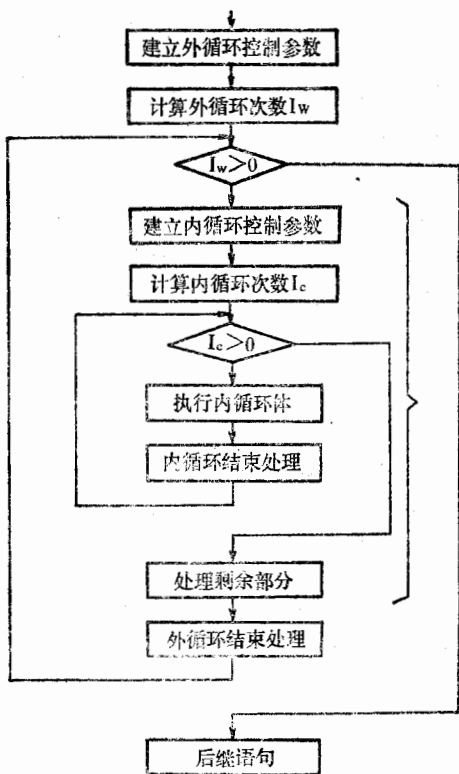 建立外循环控制参数
计算外循环次数Iw
Iw>0
建立内循环控制参数
计算内循环次数Ic
Ic>0
执行内循环体
内循环结束处理
处理剩余部分
外循环结束处理
后继语句